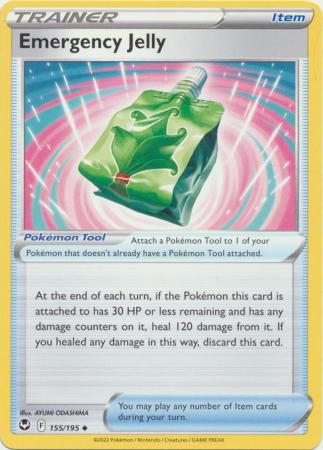 TRAINER Item
Emergency Jelly
Pokémon Tool Attach a Pokémon Tool to 1 of your
Pokémon that doesn't already have a Pokémon Tool attached.
At the end of each turn, if the Pokémon this card is
attached to has 30 HP or less remaining and has any
damage counters on it, heal 120 damage from it. If
you healed any damage in this way, discard this card.
Illus. AYUMI ODASHIMA
F 155/195
You may play any number of Item cards
during your turn.
©2022 Pokémon / Nintendo / Creatures / GAME FREAK